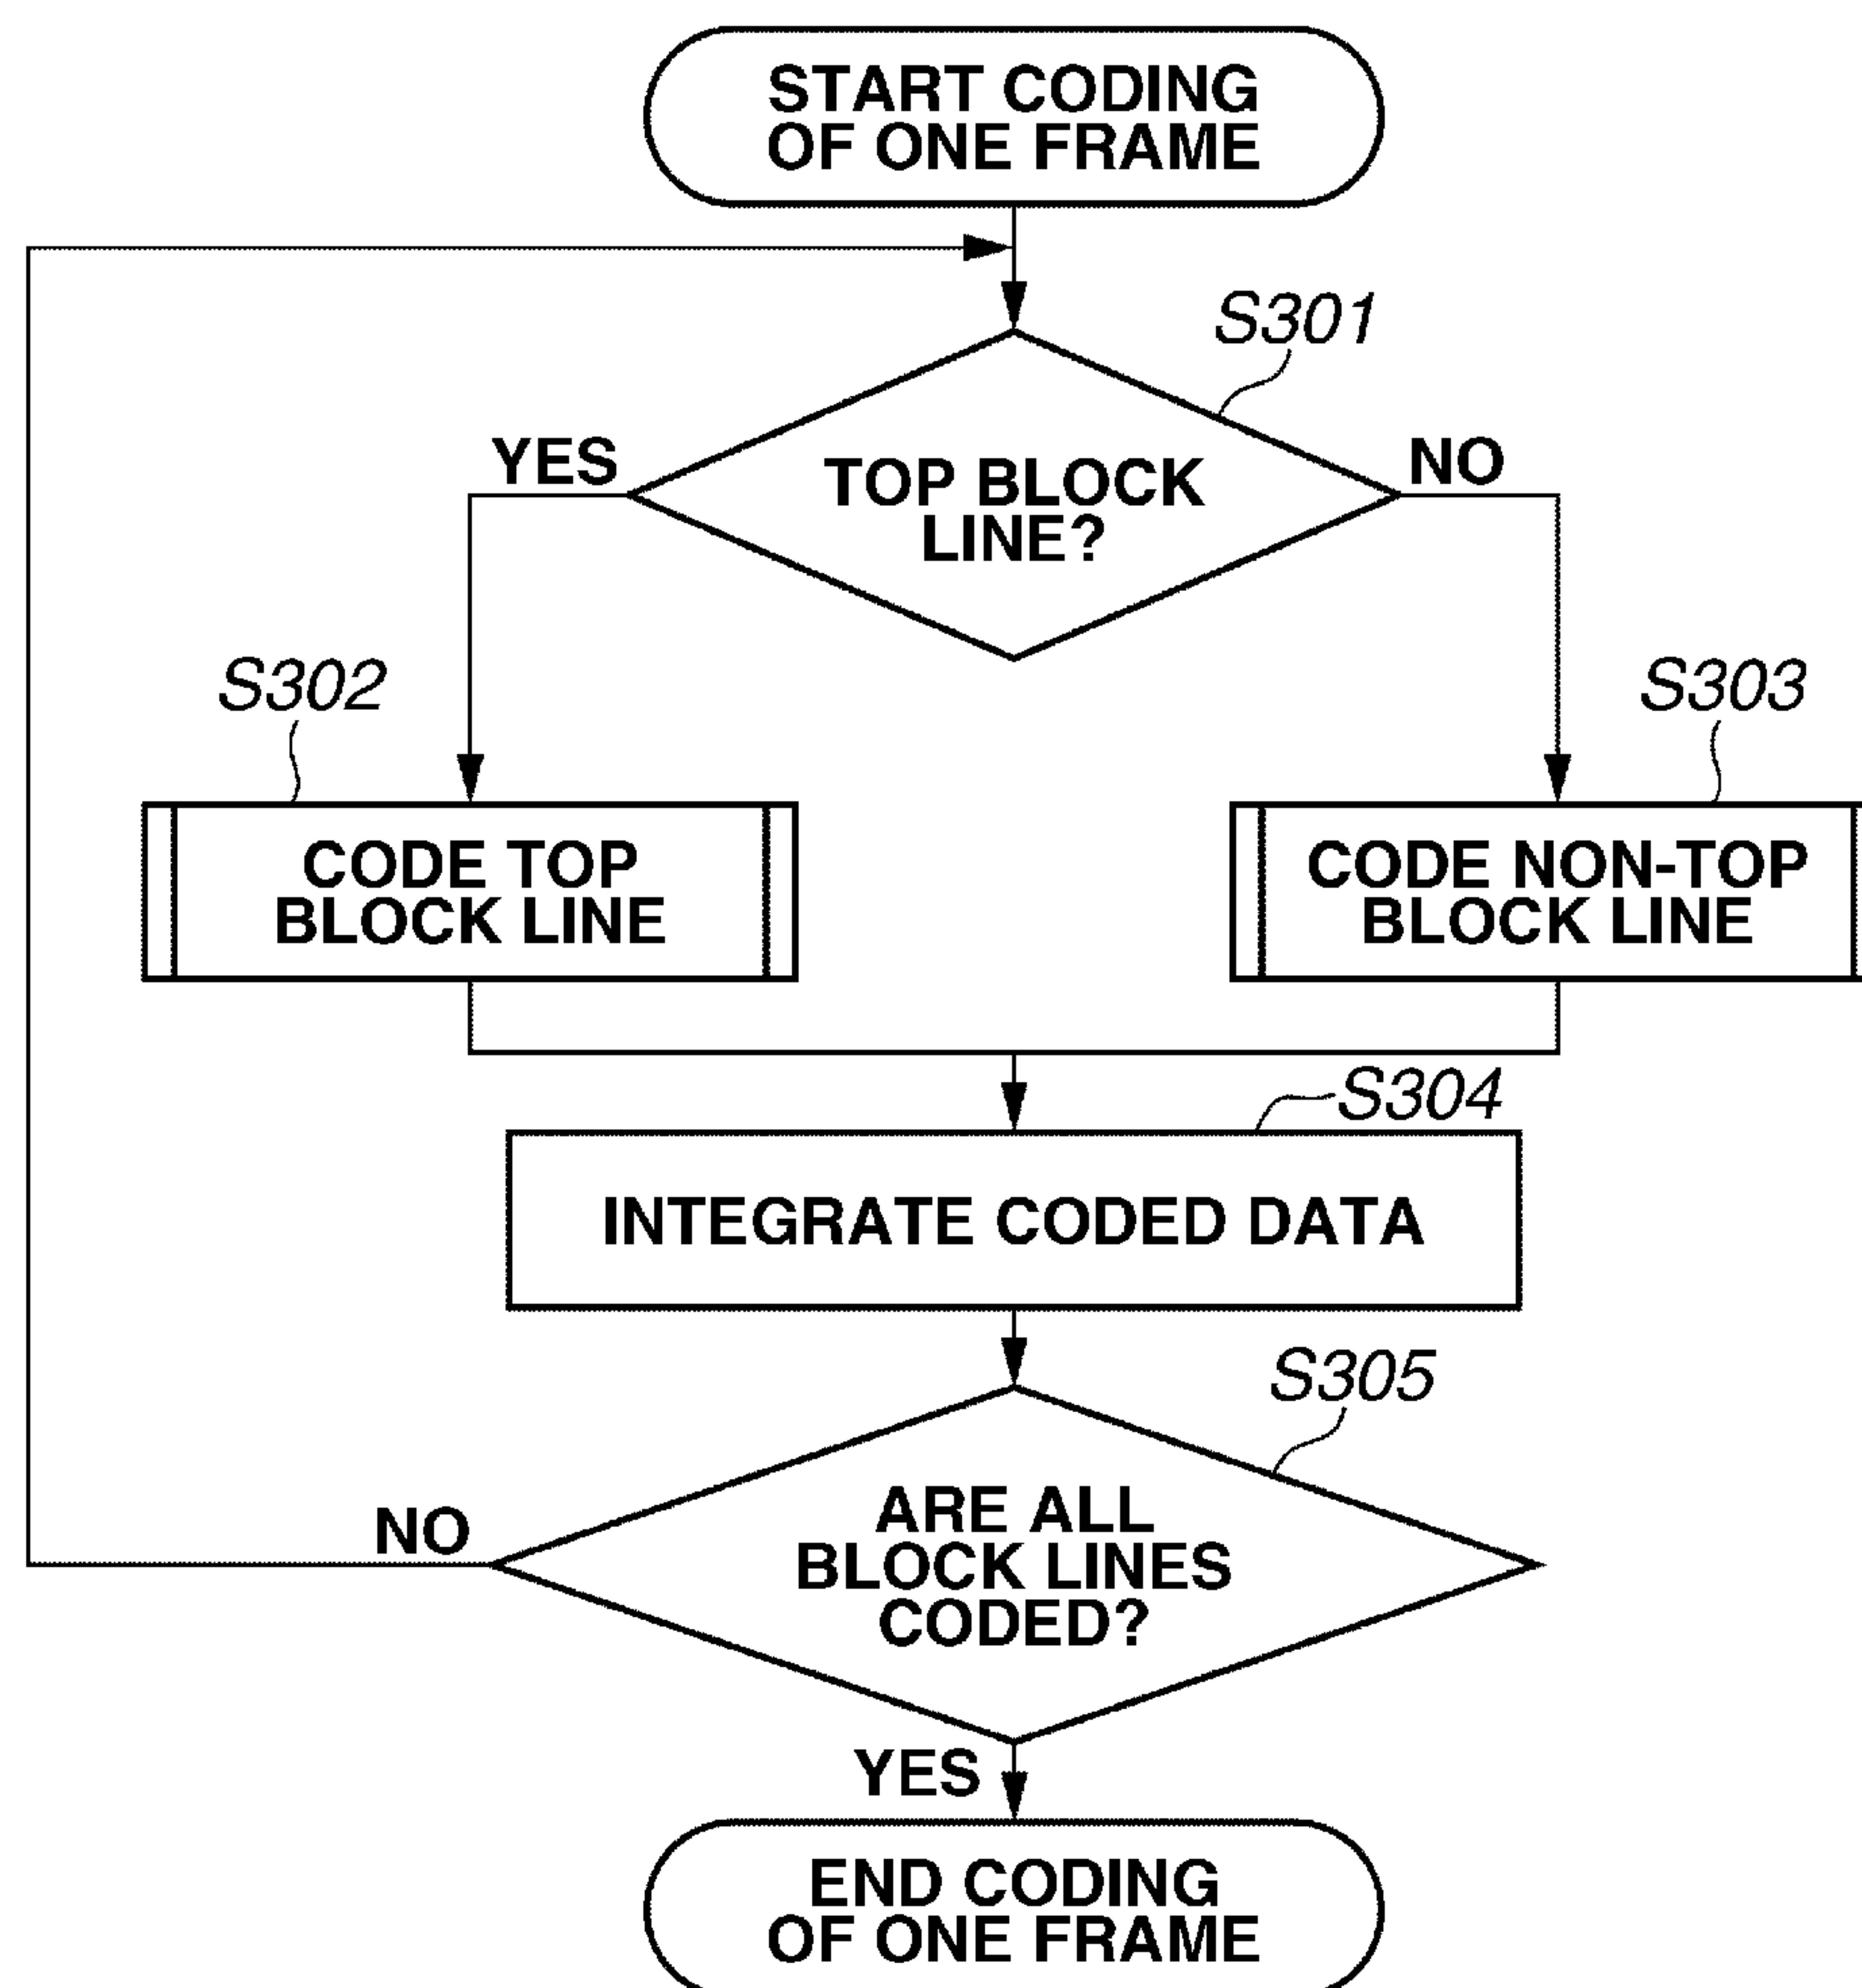 START CODING
OF ONE FRAME
S301
YES
NO
TOP BLOCK
LINE?
S302
S303
CODE TOP
BLOCK LINE
CODE NON-TOP
BLOCK LINE
S304
INTEGRATE CODED DATA
S305
NO
ARE ALL
BLOCK LINES
CODED?
YES
END CODING
OF ONE FRAME